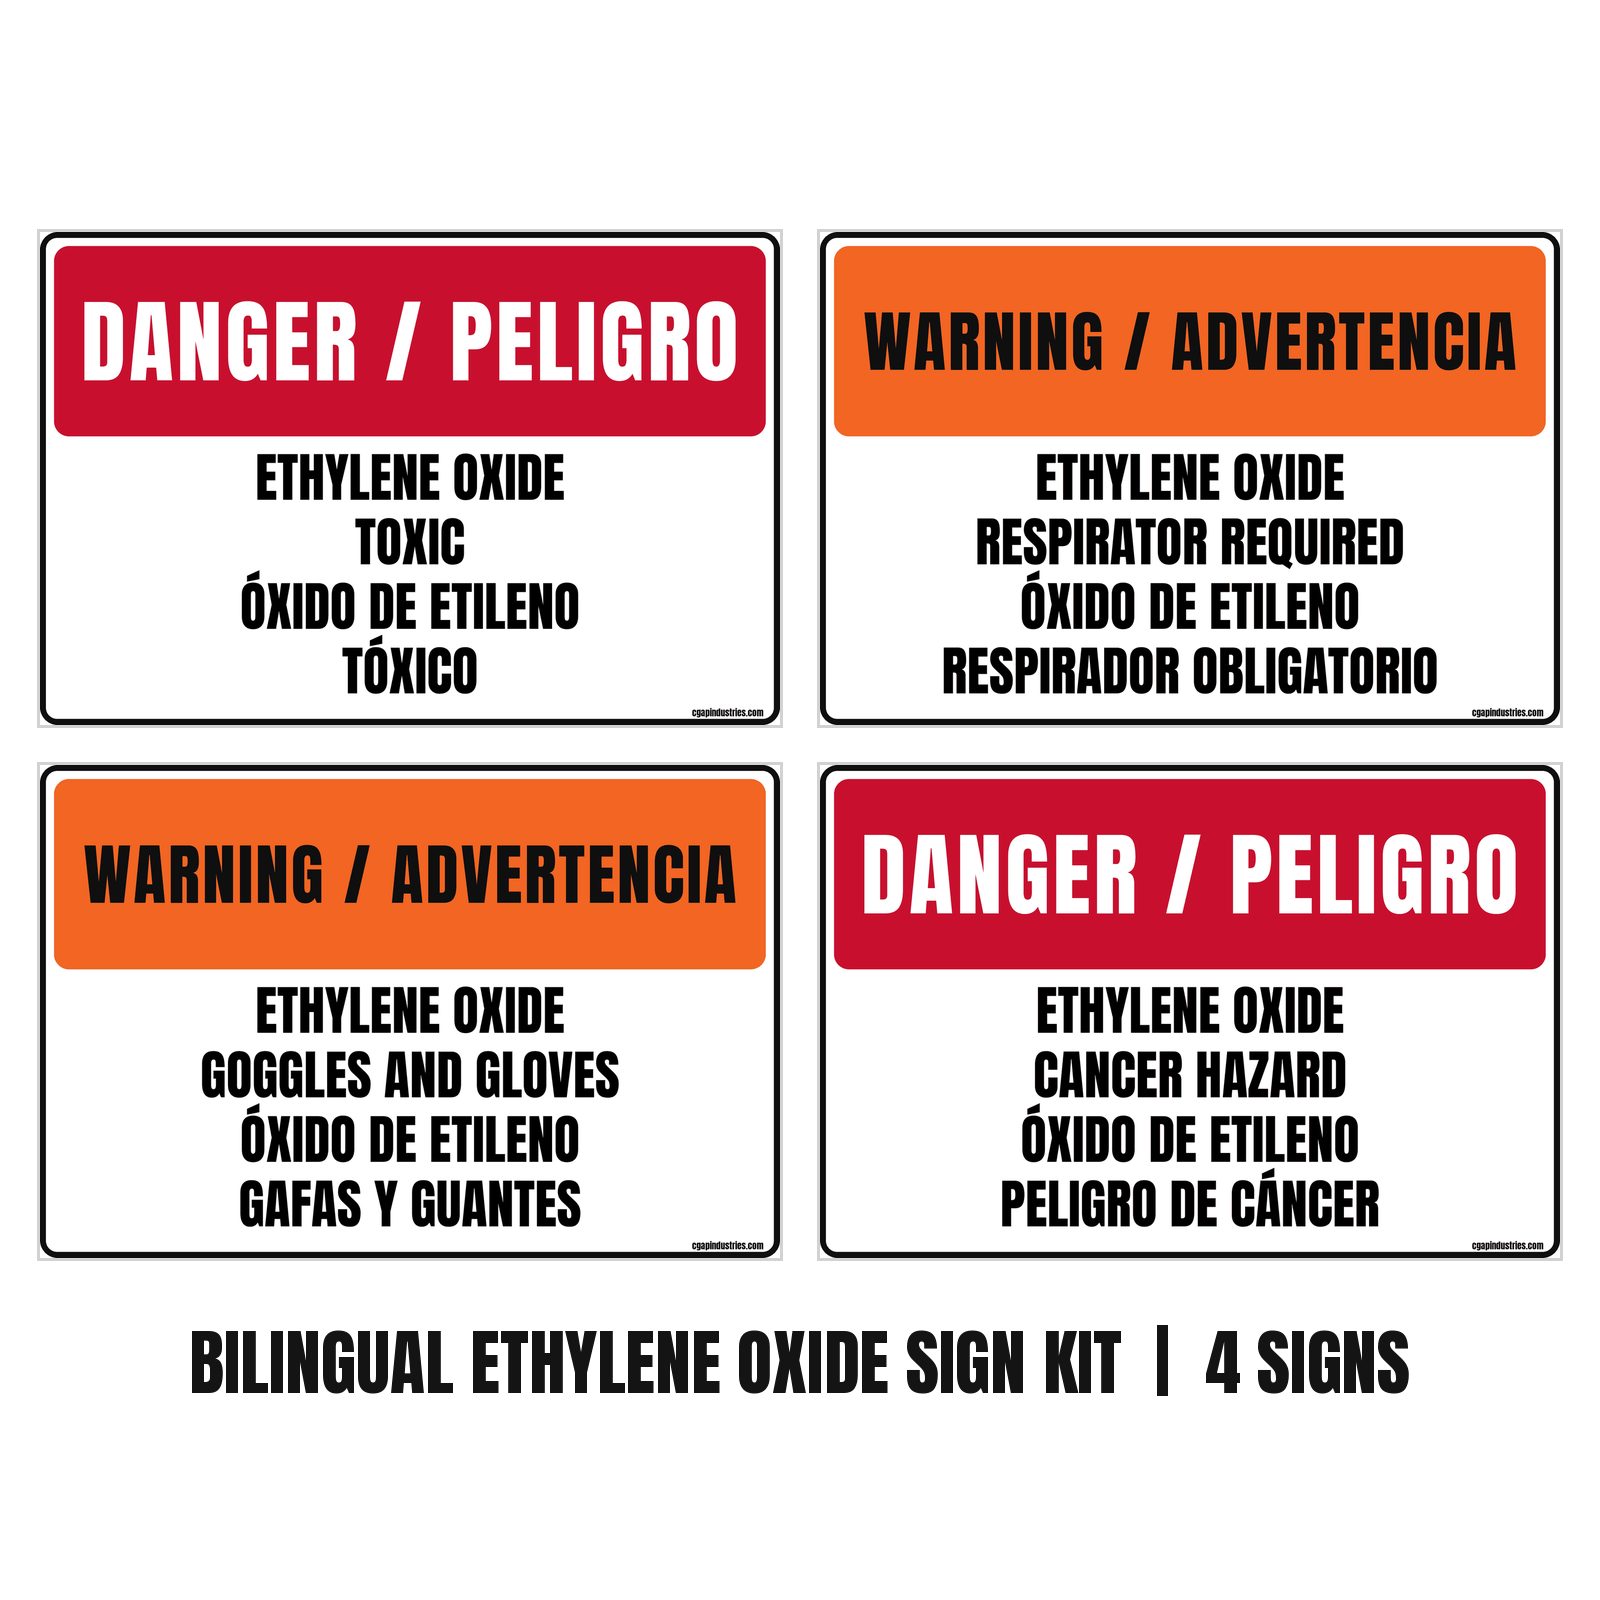 DANGER / PELIGRO
ETHYLENE OXIDE
TOXIC
ÓXIDO DE ETILENO
TÓXICO
cgapindustries.com
WARNING / ADVERTENCIA
ETHYLENE OXIDE
RESPIRATOR REQUIRED
ÓXIDO DE ETILENO
RESPIRADOR OBLIGATORIO
cgapindustries.com
WARNING / ADVERTENCIA
ETHYLENE OXIDE
GOGGLES AND GLOVES
ÓXIDO DE ETILENO
GAFAS Y GUANTES
cgapindustries.com
DANGER / PELIGRO
ETHYLENE OXIDE
CANCER HAZARD
ÓXIDO DE ETILENO
PELIGRO DE CÁNCER
cgapindustries.com
BILINGUAL ETHYLENE OXIDE SIGN KIT | 4 SIGNS